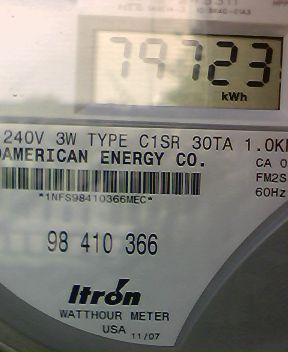 79723
kWh
240V 3W TYPE C1SR 30TA 1.0K
DAMERICAN ENERGY CO.
CA 0
FM2S
60Hz
*1NFS98410366MEC*
98 410 366
Itron
WATTHOUR METER
USA 11/07